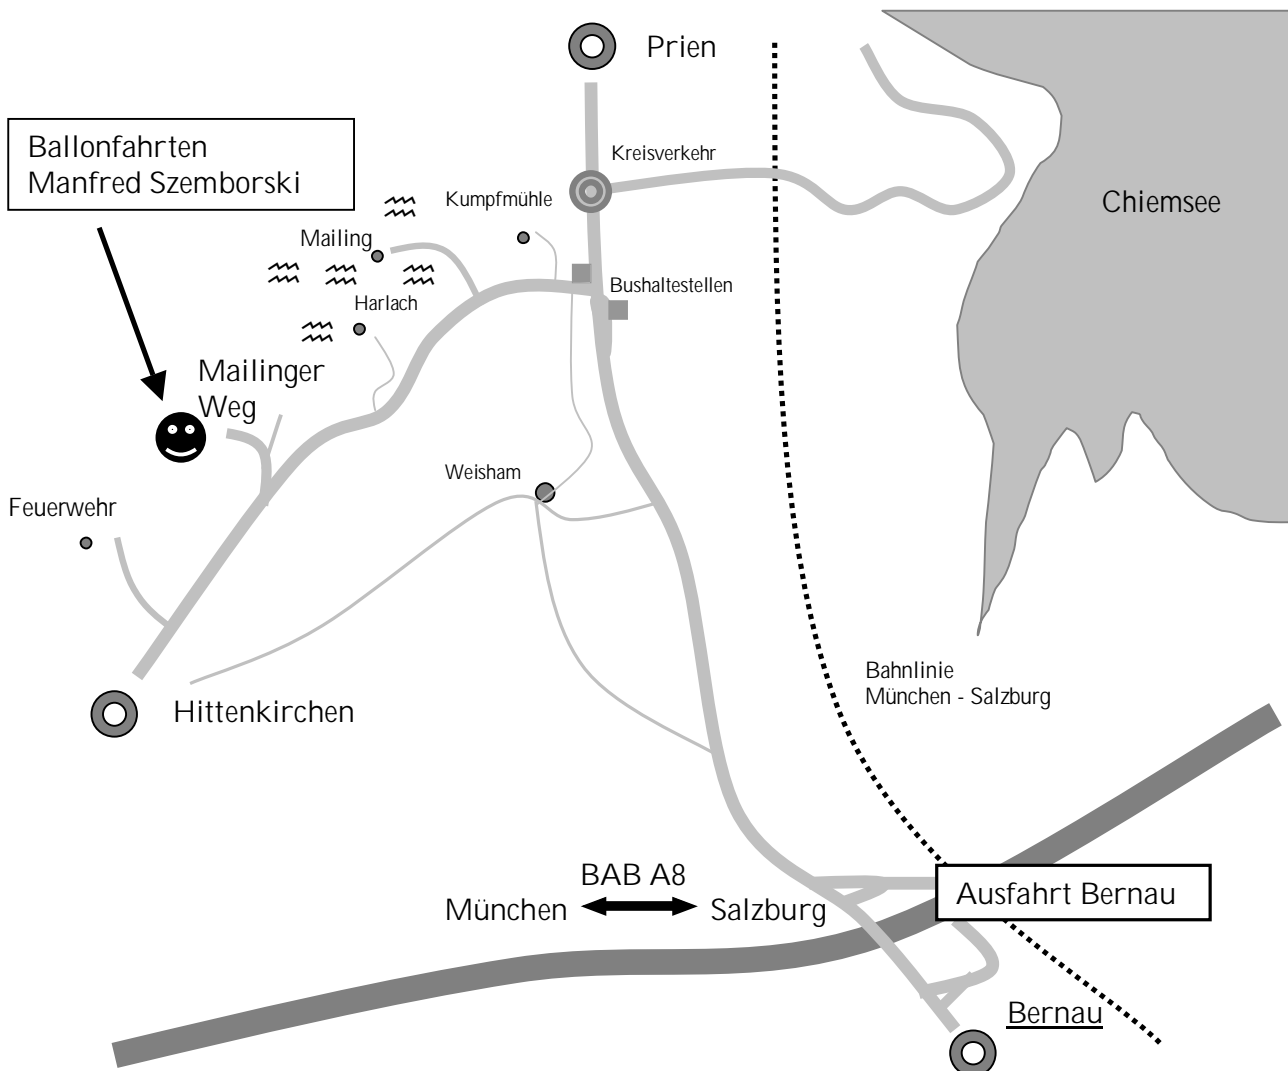 Prien
Ballonfahrten
Manfred Szemborski
Kreisverkehr
Kumpfmühle
Chiemsee
Mailing
Bushaltestellen
Harlach
Mailinger
Weg
Weisham
Feuerwehr
Bahnlinie
München - Salzburg
Hittenkirchen
BAB A8
München
Salzburg
Ausfahrt Bernau
Bernau